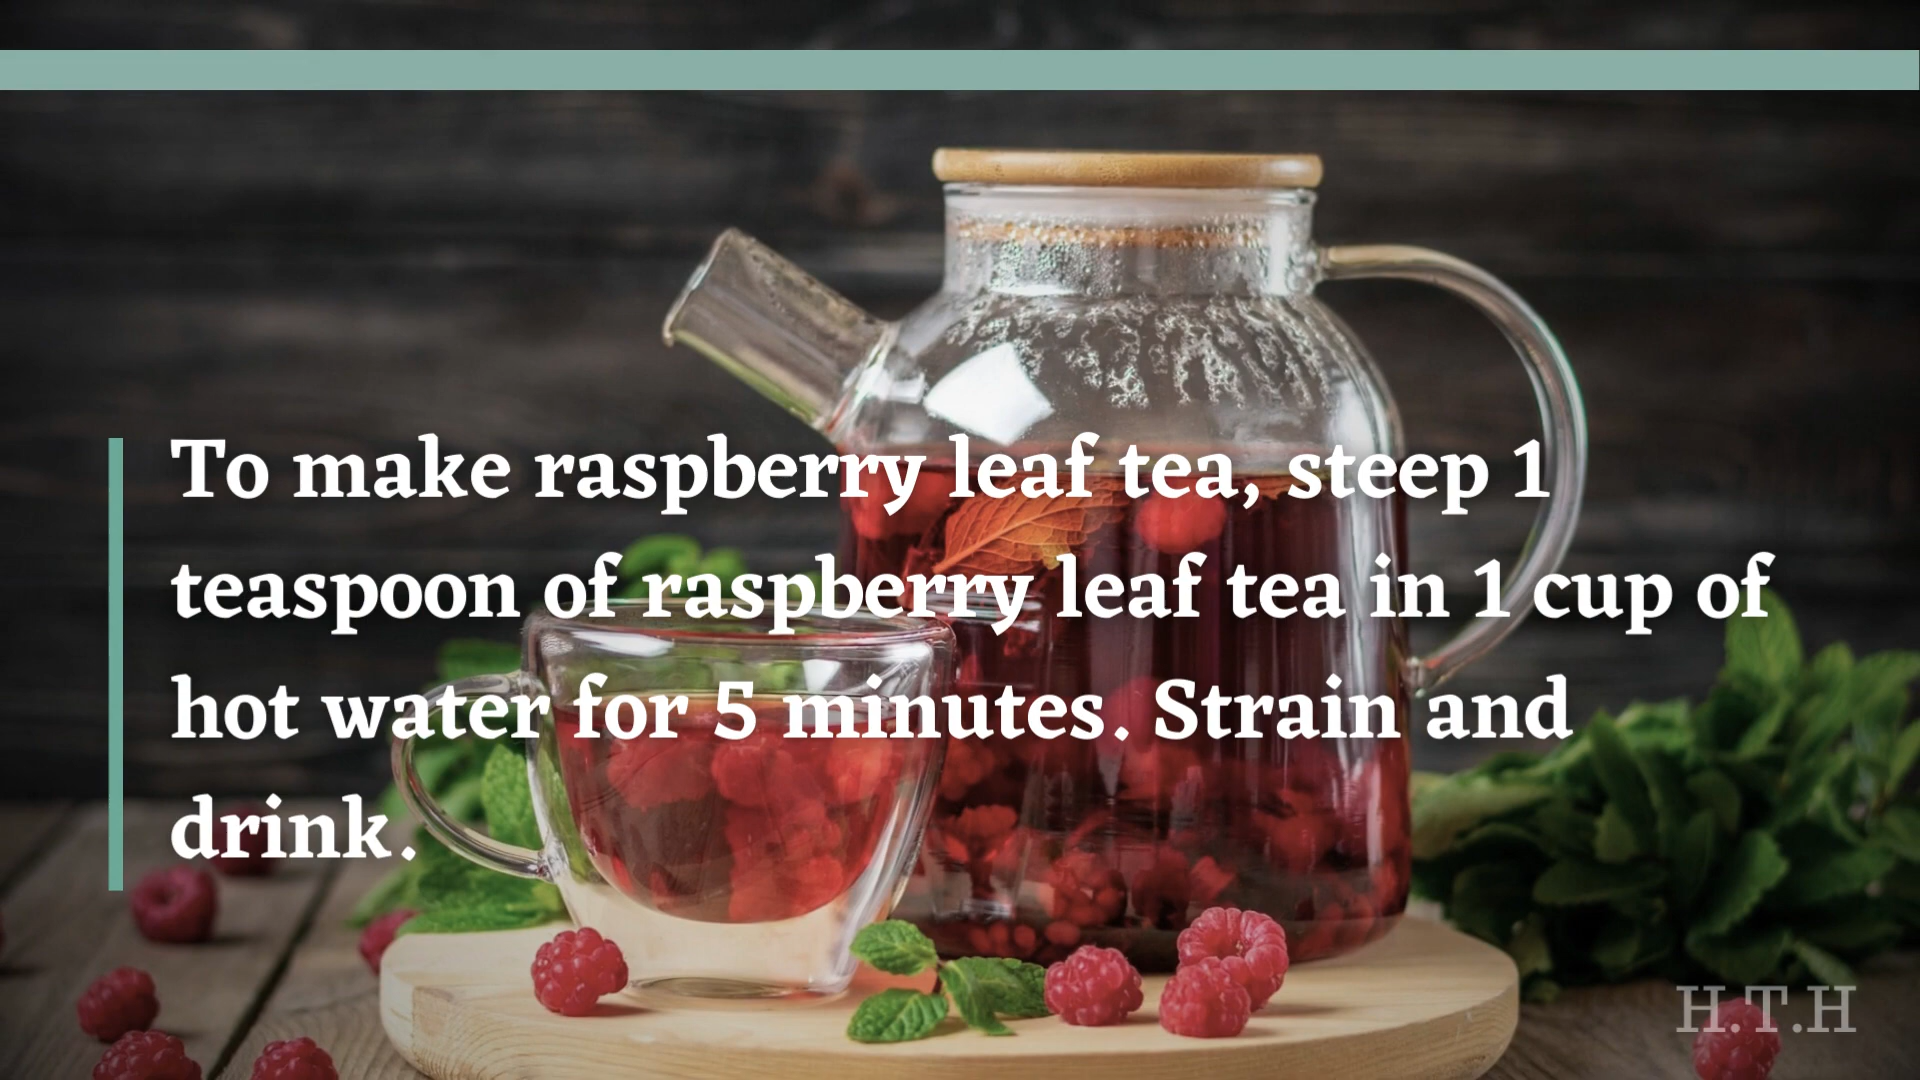 To make raspberry leaf tea, steep 1
teaspoon of raspberry leaf tea in 1 cup of
hot water for 5 minutes. Strain and
drink.
H.T.H